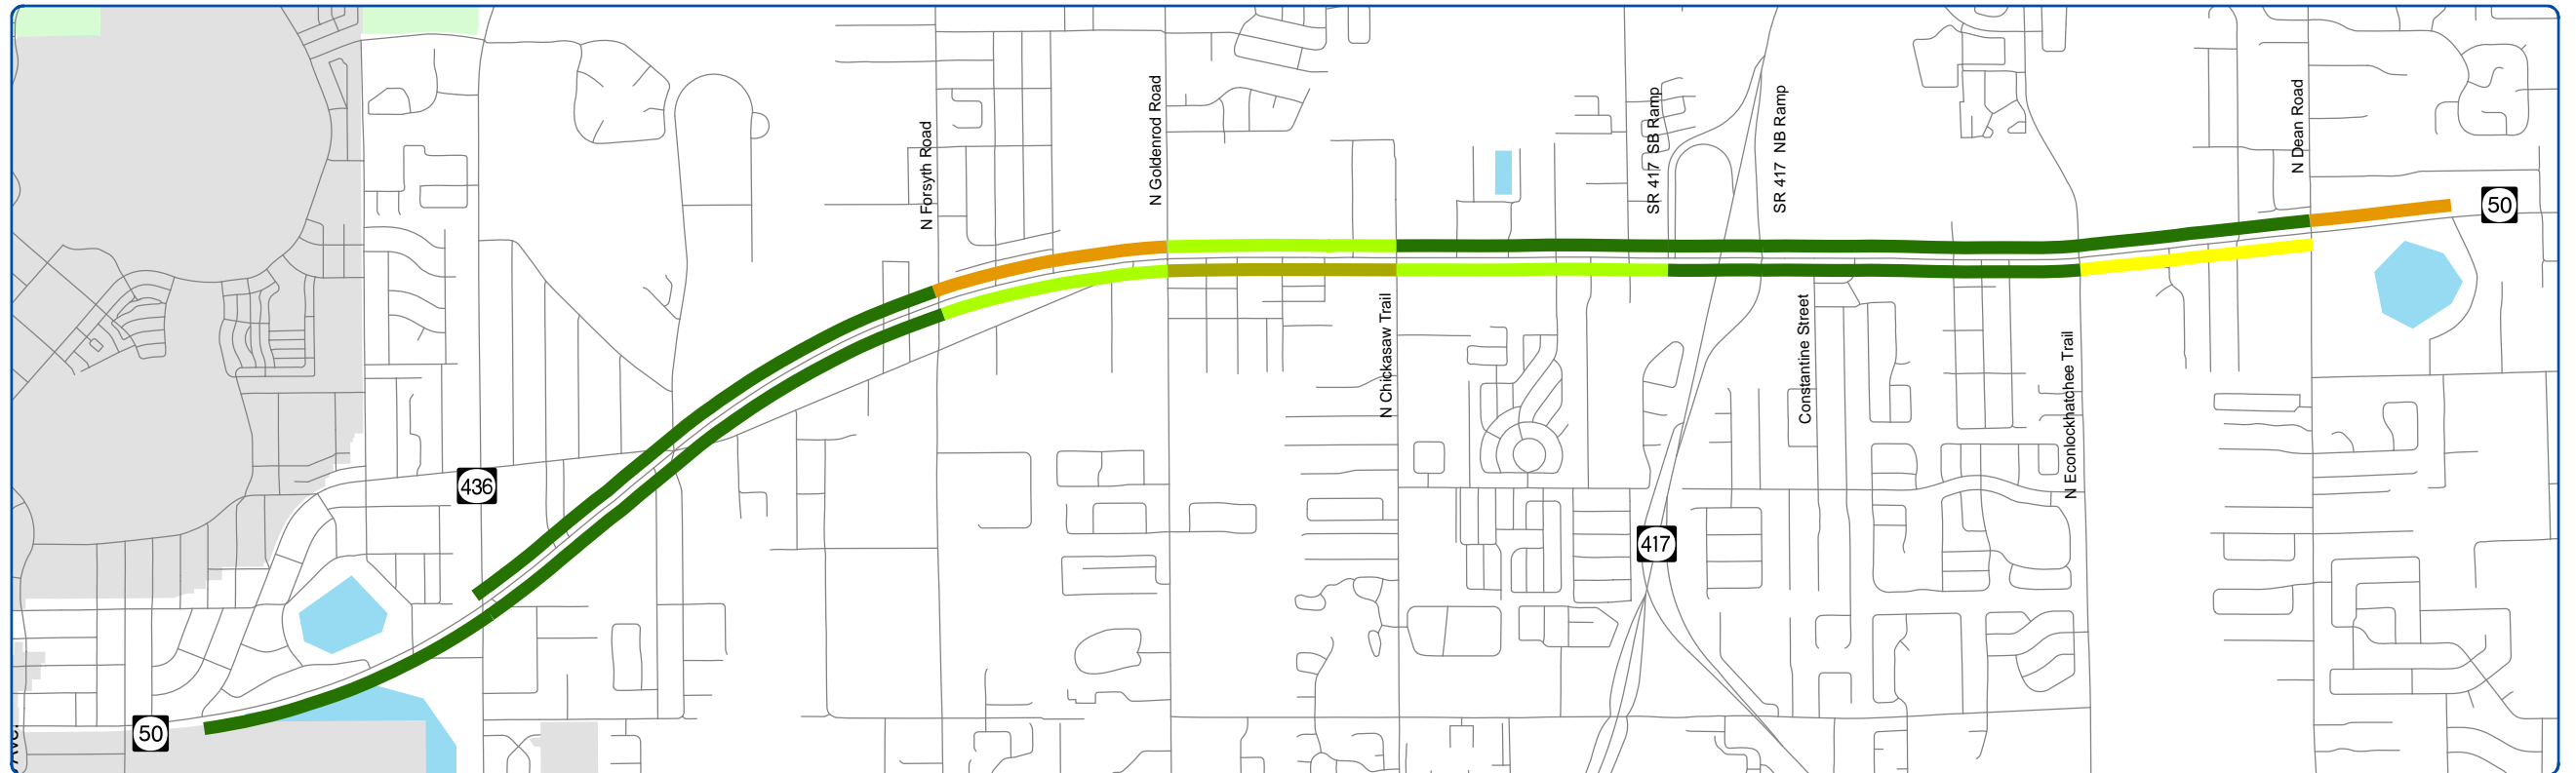 N Forsyth Road
N Goldenrod Road
N Chickasaw Trail
SR 417 SB Ramp
SR 417 NB Ramp
Constantine Street
N Econlockhatchee Trail
N Dean Road
50
436
417
50
Ave.